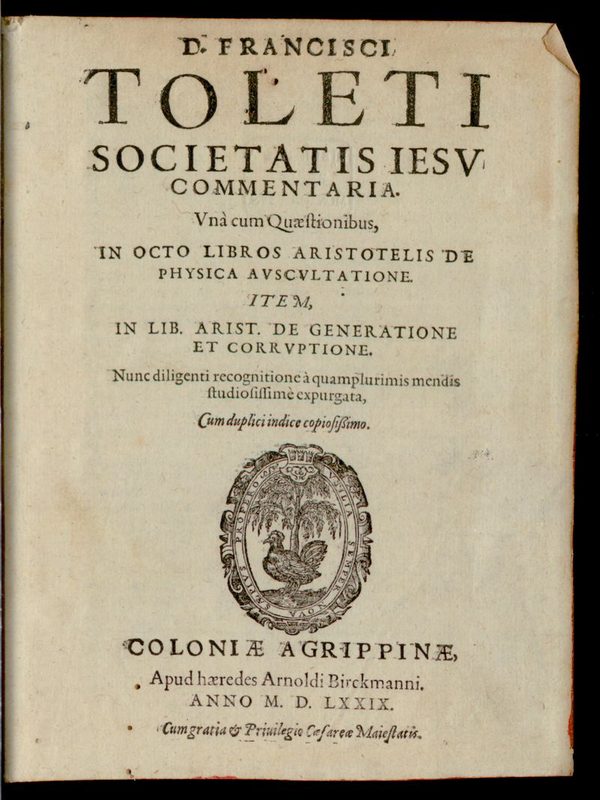 D. FRANCISCI
TOLETI
SOCIETATIS IESV
COMMENTARIA.
Vnà cum Quæstionibus,
IN OCTO LIBROS ARISTOTELIS DE
PHYSICA AVSCVLTATIONE.
ITEM,
IN LIB. ARIST. DE GENERATIONE
ET CORRVPTIONE.
Nunc diligenti recognitione à quamplurimis mendis
studiosissimè expurgata,
Cum duplici indice copiosissimo.
COLONIÆ AGRIPPINÆ,
Apud hæredes Arnoldi Birckmanni.
ANNO M. D. LXXIX.
Cum gratia & Priuilegio Cæsareæ Maiestatis.